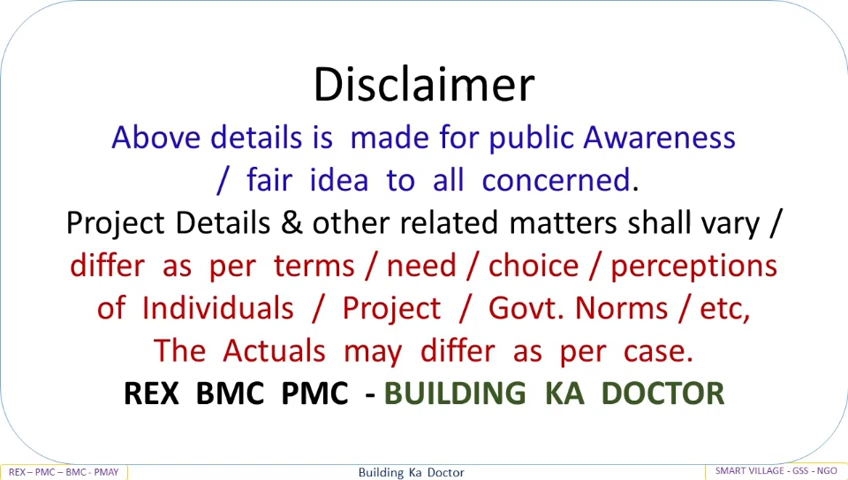 Disclaimer
Above details is made for public Awareness
/ fair idea to all concerned.
Project Details & other related matters shall vary /
differ as per terms / need / choice / perceptions
of Individuals / Project / Govt. Norms / etc,
The Actuals may differ as per case.
REX BMC PMC - BUILDING KA DOCTOR
REX – PMC – BMC - PMAY
Building Ka Doctor
SMART VILLAGE - GSS - NGO